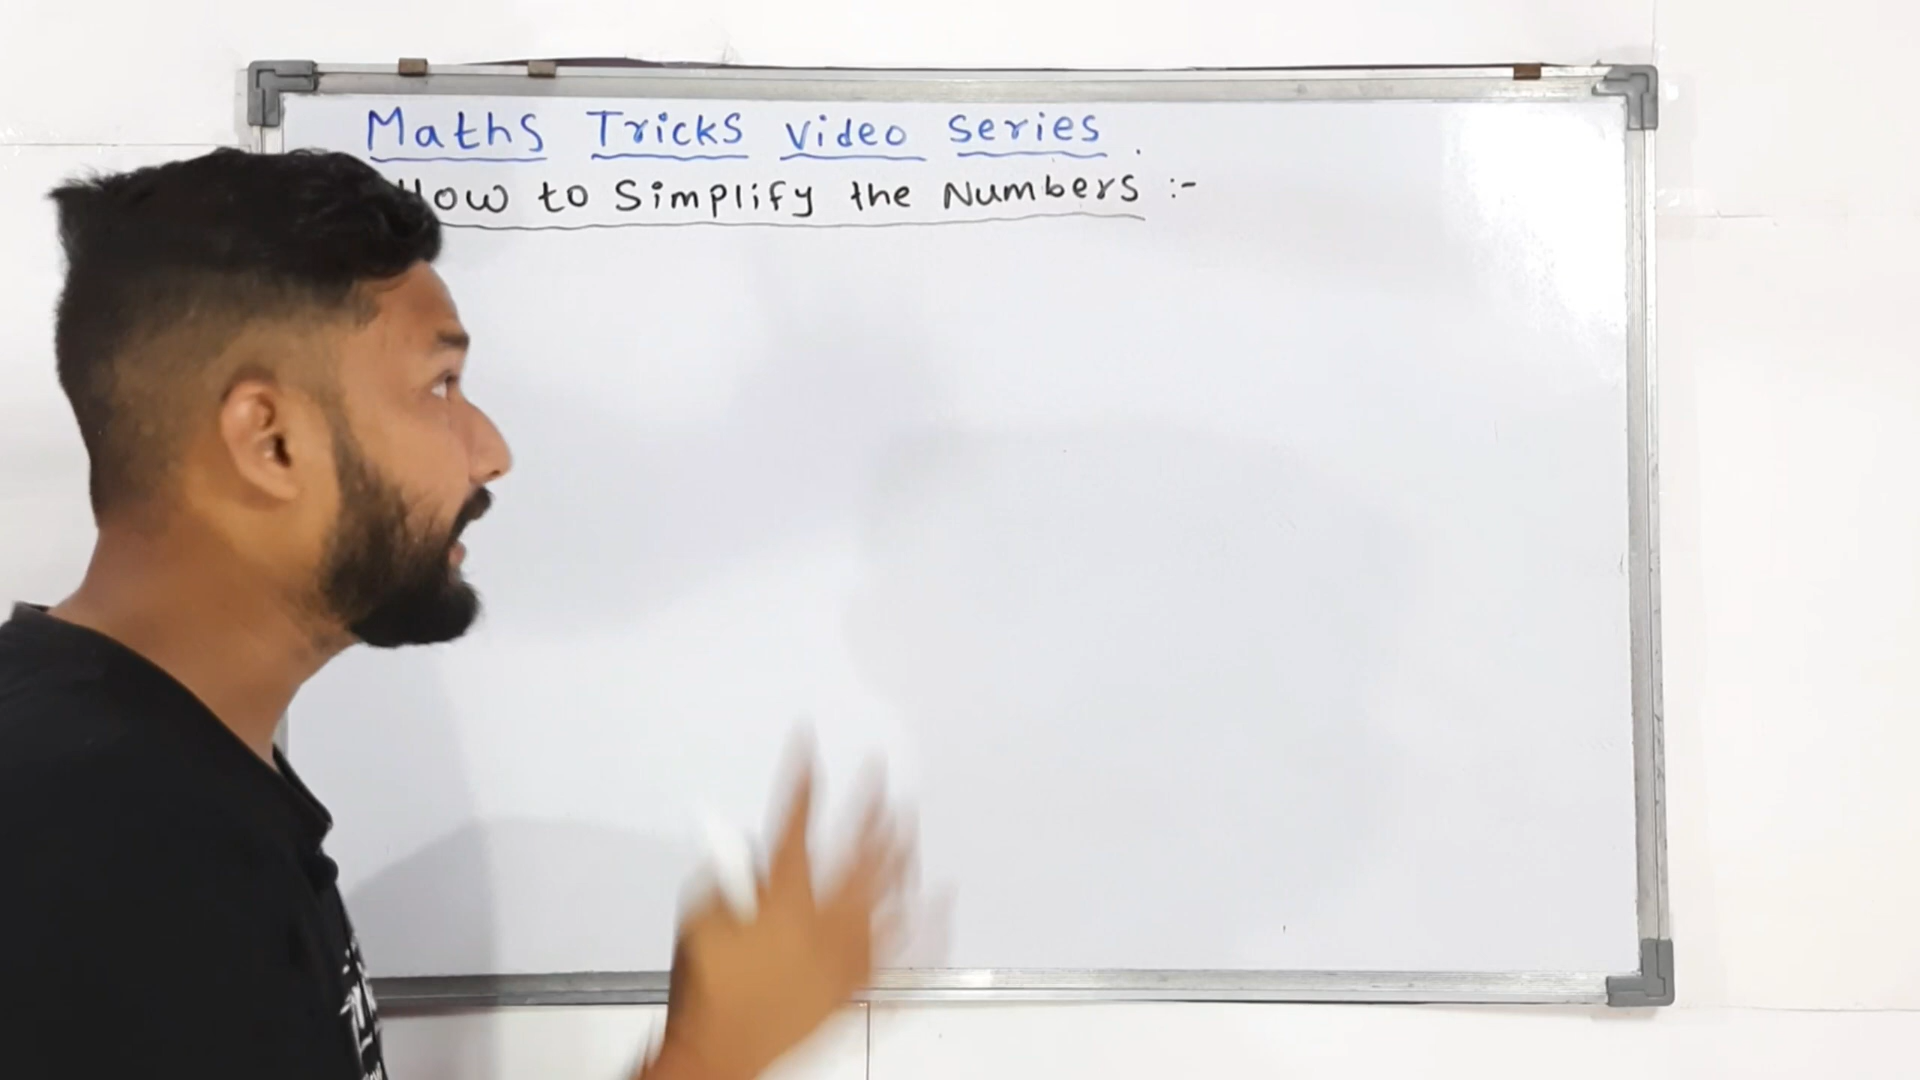 Maths Tricks video series .
How to Simplify the Numbers :-